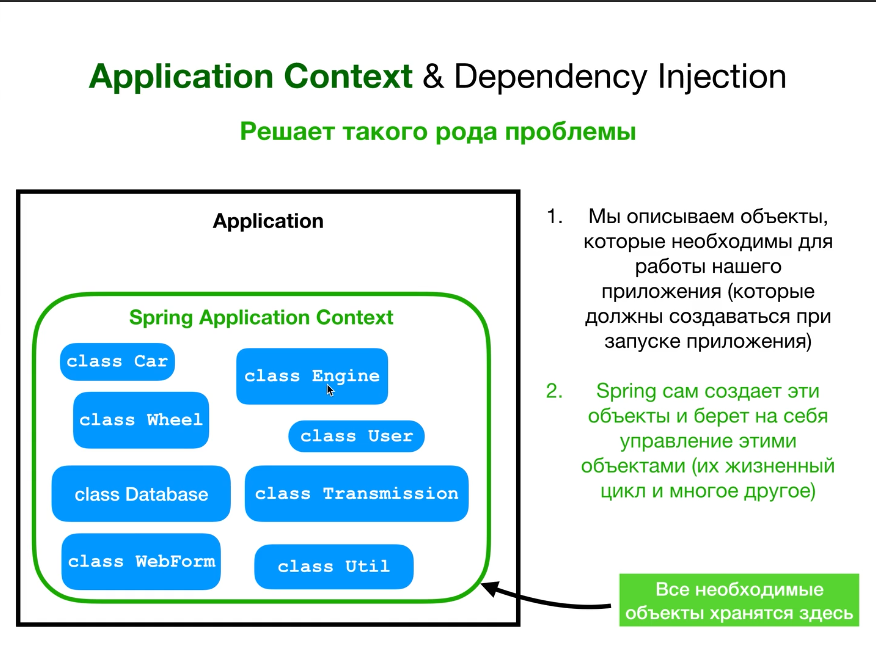 Application Context & Dependency Injection
Решает такого рода проблемы
Application
Spring Application Context
class Car
class Engine
class Wheel
class User
class Database
class Transmission
class WebForm
class Util
1. Мы описываем объекты,
которые необходимы для
работы нашего
приложения (которые
должны создаваться при
запуске приложения)
2. Spring сам создает эти
объекты и берет на себя
управление этими
объектами (их жизненный
цикл и многое другое)
Все необходимые
объекты хранятся здесь